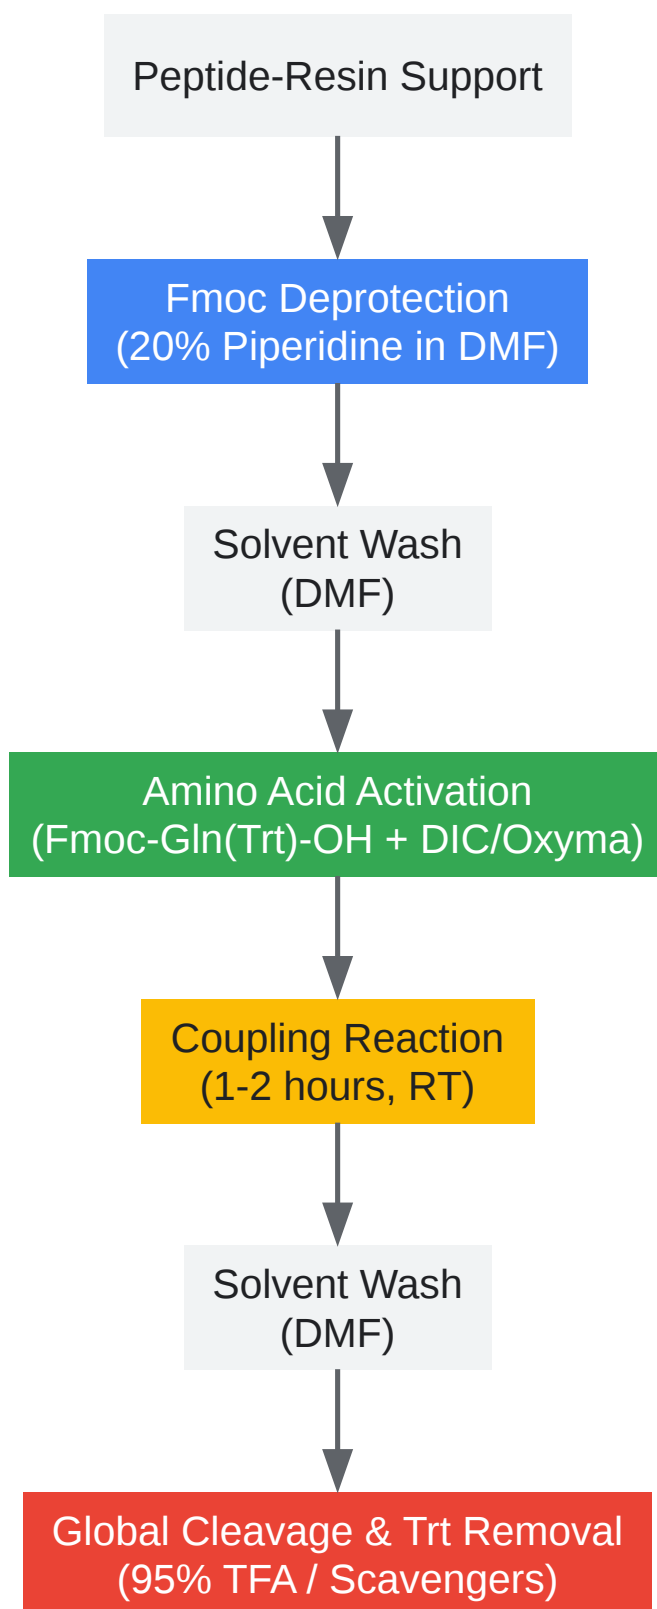 Peptide-Resin Support
Fmoc Deprotection
(20% Piperidine in DMF)
Solvent Wash
(DMF)
Amino Acid Activation
(Fmoc-Gln(Trt)-OH + DIC/Oxyma)
Coupling Reaction
(1-2 hours, RT)
Solvent Wash
(DMF)
Global Cleavage & Trt Removal
(95% TFA / Scavengers)